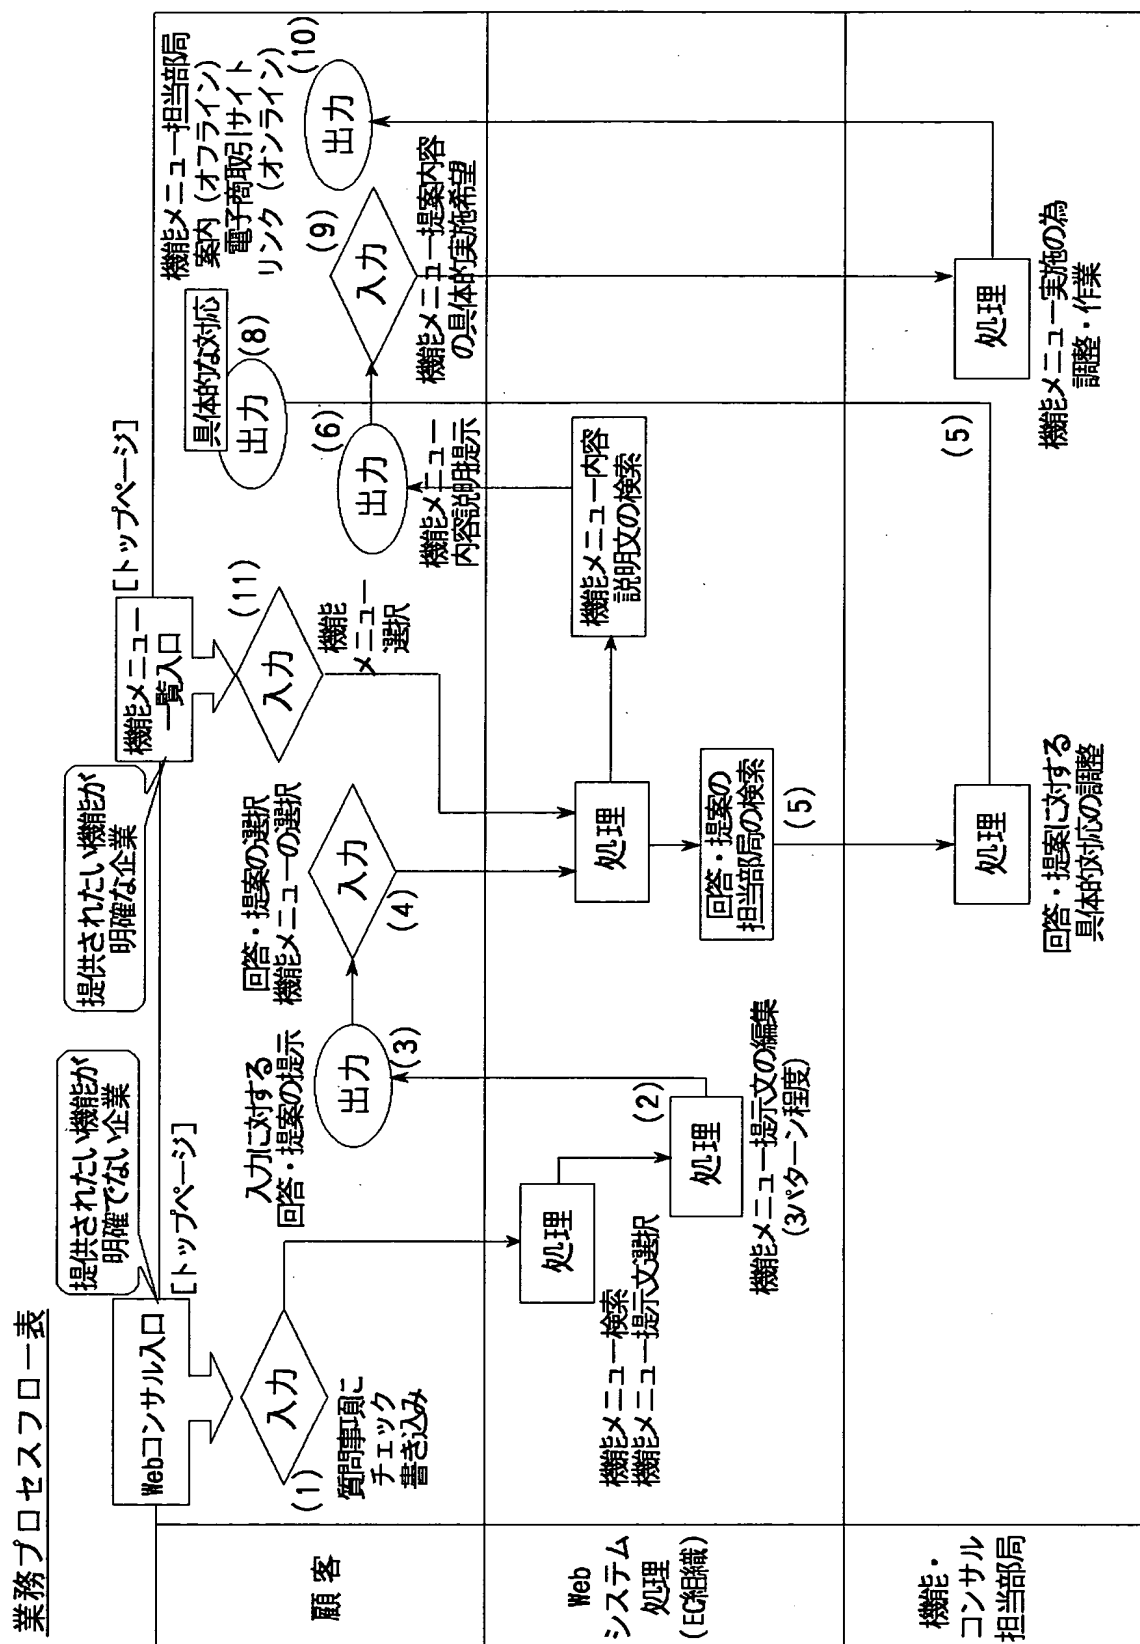 業務プロセスフロー表
提供されたい機能が
明確でない企業
Webコンサル入口
[トップページ]
提供されたい機能が
明確な企業
機能メニュー
一覧入口
[トップページ]
顧客
入力
(1)
質問事項に
チェック
書き込み
入力に対する
回答・提案の提示
出力
(3)
回答・提案の選択
機能メニューの選択
入力
(4)
入力
(11)
機能
メニュー
選択
具体的な対応
出力
(8)
出力
(6)
機能メニュー
内容説明提示
入力
(9)
機能メニュー提案内容
の具体的実施希望
機能メニュー担当部局
案内(オフライン)
電子商取引サイト
リンク(オンライン)
出力
(10)
Web
システム
処理
(EC組織)
処理
機能メニュー検索
機能メニュー提示文選択
処理
(2)
機能メニュー提示文の編集
(3パターン程度)
処理
回答・提案の
担当部局の検索
(5)
機能メニュー内容
説明文の検索
機能・
コンサル
担当部局
処理
回答・提案に対する
具体的対応の調整
(5)
処理
機能メニュー実施の為
調整・作業